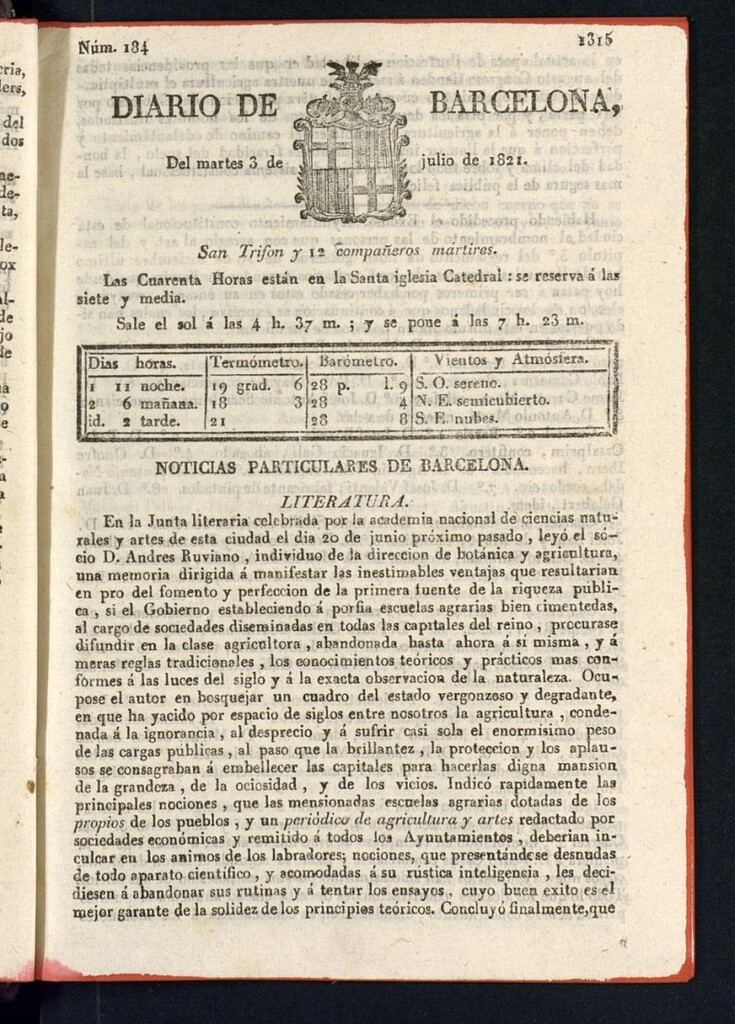 Núm. 184
1315
DIARIO DE BARCELONA,
Del martes 3 de julio de 1821.
San Trifon y 12 compañeros mártires.
Las Cuarenta Horas están en la Santa iglesia Catedral : se reserva á las
siete y media.
Sale el sol á las 4 h. 37 m. ; y se pone á las 7 h. 23 m.
Dias horas. Termómetro. Barómetro. Vientos y Atmósfera.
1 11 noche. 19 grad. 6 28 p. l. 9 S. O. sereno.
2 6 mañana. 18 3 28 4 N. E. semicubierto.
id. 2 tarde. 21 28 8 S. E. nubes.
NOTICIAS PARTICULARES DE BARCELONA.
LITERATURA.
En la Junta literaria celebrada por la academia nacional de ciencias natu-
rales y artes de esta ciudad el dia 20 de junio próximo pasado , leyó el só-
cio D. Andres Ruviano , individuo de la direccion de botánica y agricultura,
una memoria dirigida á manifestar las inestimables ventajas que resultarian
en pro del fomento y perfeccion de la primera fuente de la riqueza públi-
ca , si el Gobierno estableciendo á porfia escuelas agrarias bien cimentedas,
al cargo de sociedades diseminadas en todas las capitales del reino , procurase
difundir en la clase agricultora , abandonada hasta ahora á si misma , y á
meras reglas tradicionales , los conocimientos teóricos y prácticos mas con-
formes á las luces del siglo y á la exacta observacion de la naturaleza. Ocu-
pose el autor en bosquejar un cuadro del estado vergonzoso y degradante,
en que ha yacido por espacio de siglos entre nosotros la agricultura , conde-
nada á la ignorancia , al desprecio y á sufrir casi sola el enormisimo peso
de las cargas públicas , al paso que la brillantez , la proteccion y los aplau-
sos se consagraban á embellecer las capitales para hacerlas digna mansion
de la grandeza , de la ociosidad , y de los vicios. Indicó rapidamente las
principales nociones , que las mensionadas escuelas agrarias dotadas de los
propios de los pueblos , y un periódico de agricultura y artes redactado por
sociedades económicas y remitido á todos los Ayuntamientos , deberian in-
culcar en los animos de los labradores; nociones, que presentándose desnudas
de todo aparato científico , y acomodadas á su rústica inteligencia , les deci-
diesen á abandonar sus rutinas y á tentar los ensayos , cuyo buen exito es el
mejor garante de la solidez de los principios teóricos. Concluyó finalmente,que